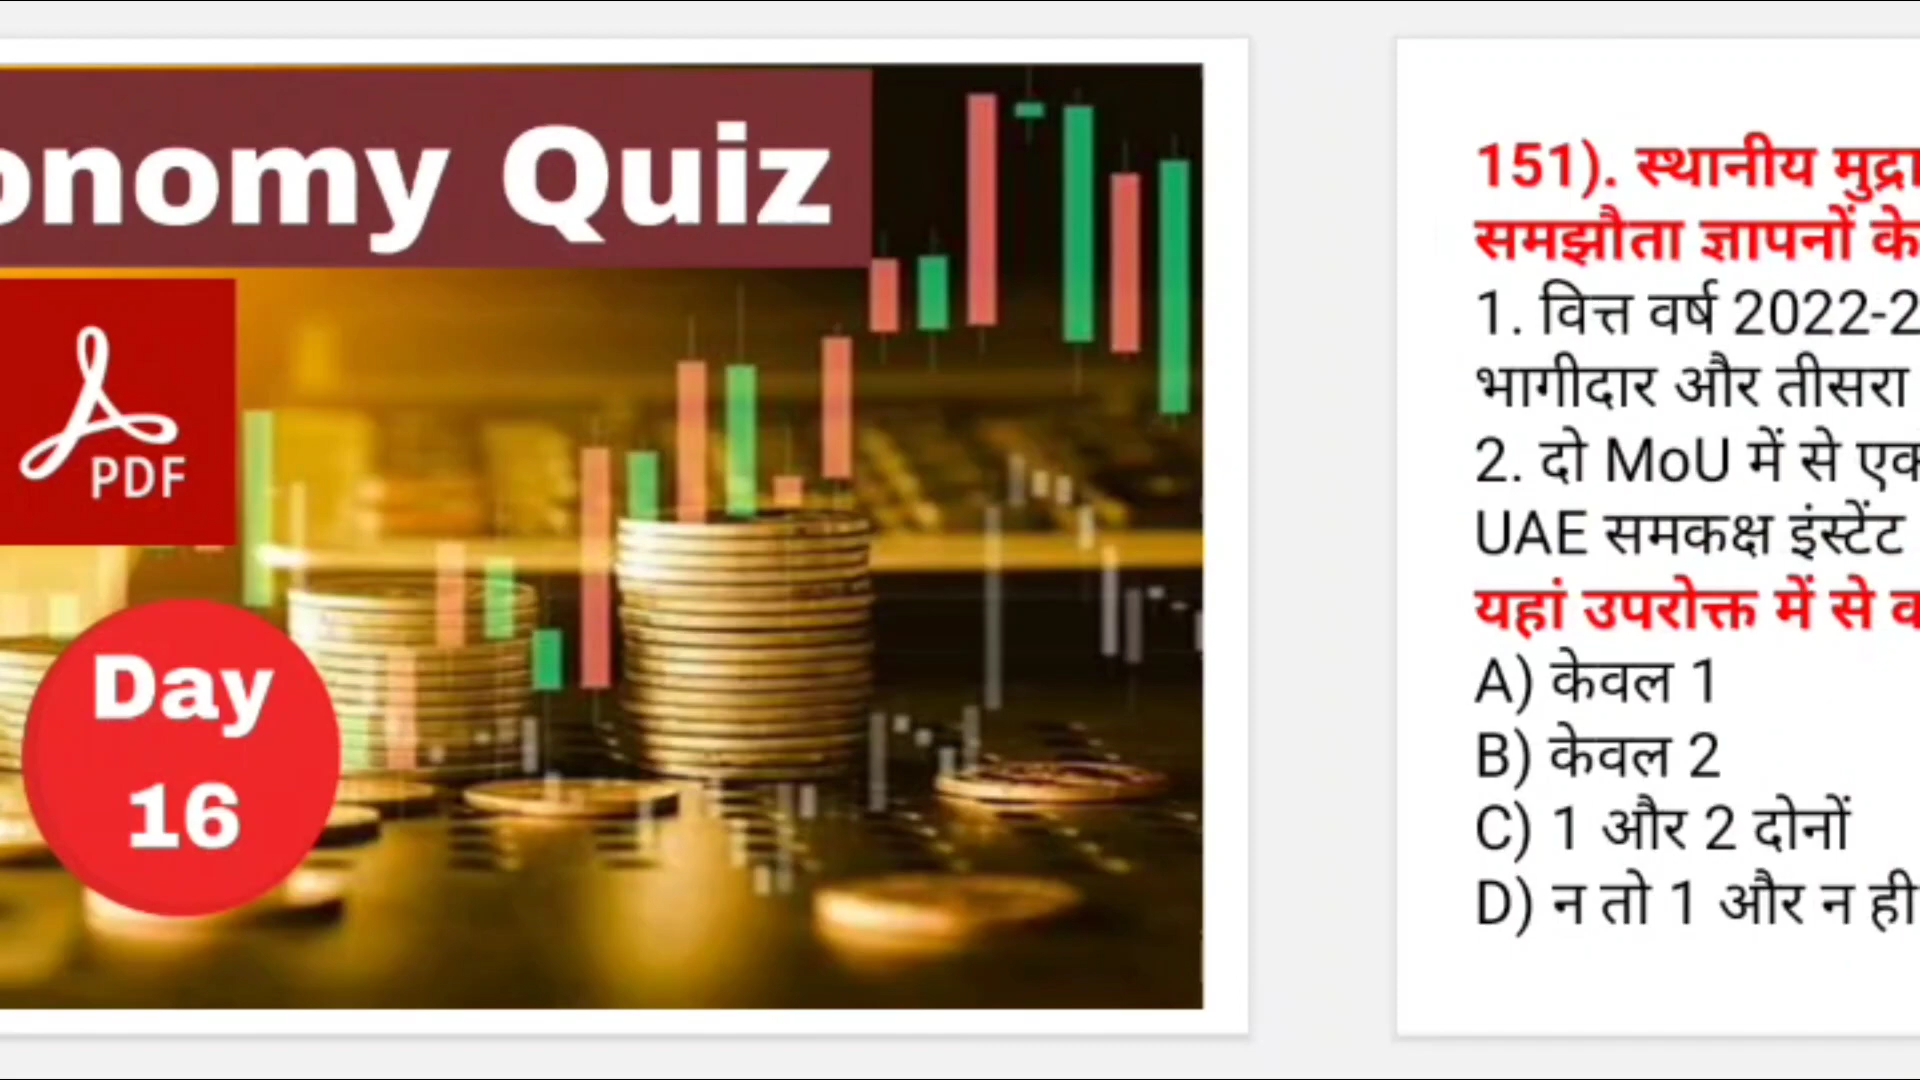 onomy Quiz
PDF
Day
16
151). स्थानीय मुद्रा
समझौता ज्ञापनों के
1. वित्त वर्ष 2022-2
भागीदार और तीसरा
2. दो MoU में से एक
UAE समकक्ष इंस्टेंट
यहां उपरोक्त में से
A) केवल 1
B) केवल 2
C) 1 और 2 दोनों
D) न तो 1 और न ही